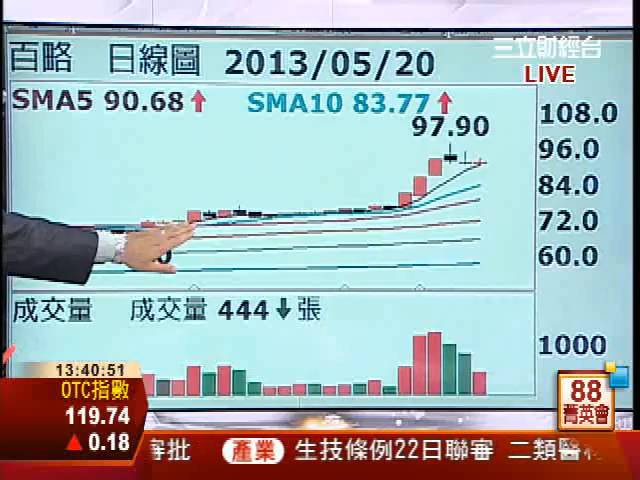 百略 日線圖 2013/05/20
三立財經台
LIVE
SMA5 90.68↑ SMA10 83.77↑
97.90
108.0
96.0
84.0
72.0
60.0
成交量 成交量 444↓張
1000
13:40:51
OTC指數
119.74
▲0.18
88
菁英會
審批 產業 生技條例22日聯審 二類醫